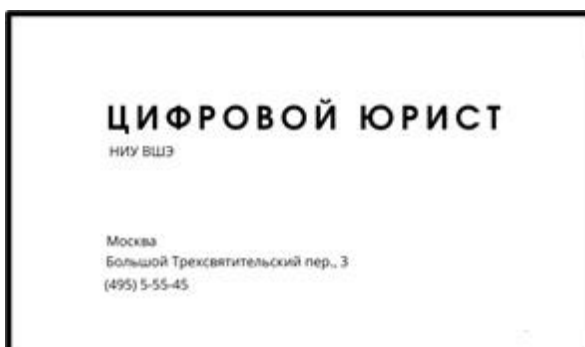 ЦИФРОВОЙ ЮРИСТ
НИУ ВШЭ
Москва
Большой Трехсвятительский пер., 3
(495) 5-55-45